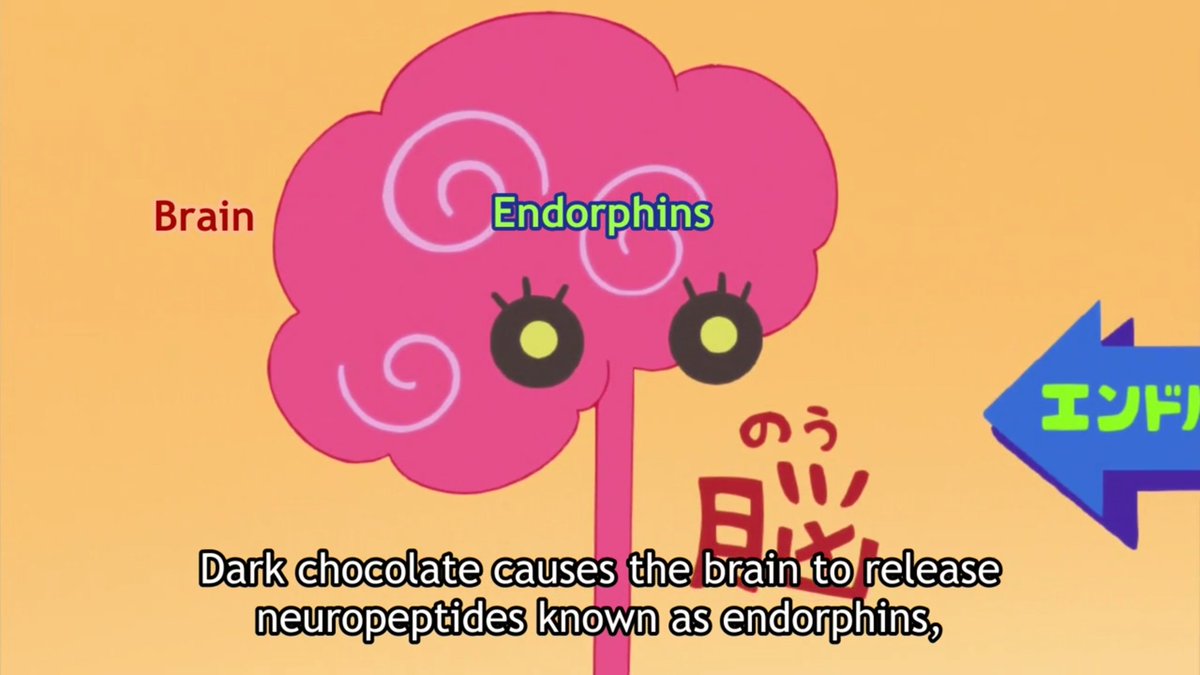 Brain
Endorphins
エンドル
のう
脳
Dark chocolate causes the brain to release
neuropeptides known as endorphins,